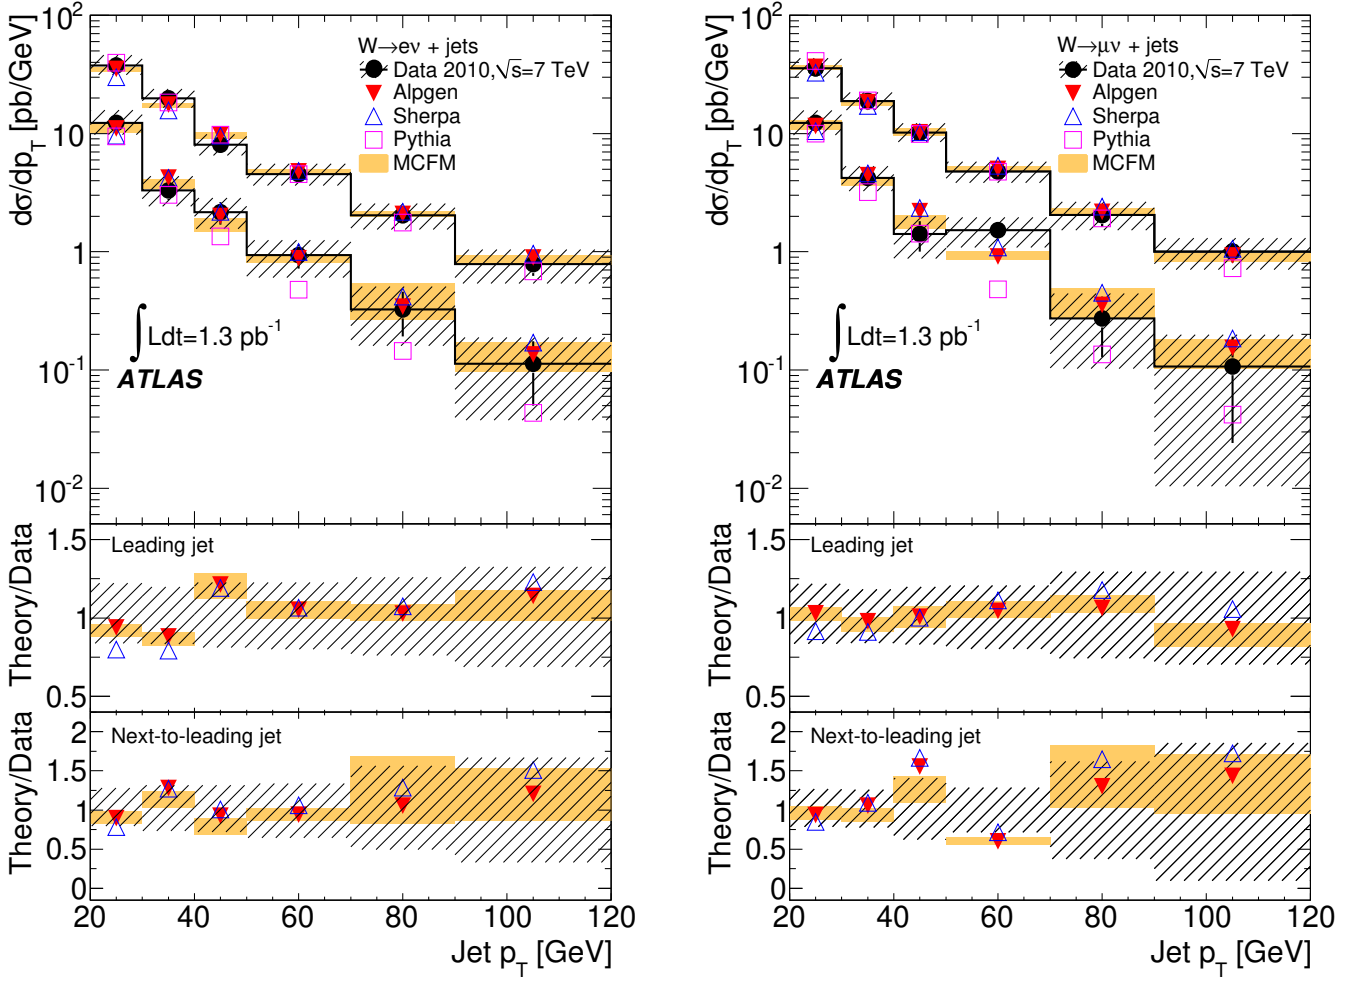 dσ/dp_T [pb/GeV]
10²
10
1
10⁻¹
10⁻²
W→eν + jets
Data 2010,√s=7 TeV
Alpgen
Sherpa
Pythia
MCFM
∫Ldt=1.3 pb⁻¹
ATLAS
Theory/Data
1.5
1
0.5
Leading jet
Theory/Data
2
1.5
1
0.5
0
Next-to-leading jet
20 40 60 80 100 120
Jet p_T [GeV]
dσ/dp_T [pb/GeV]
10²
10
1
10⁻¹
10⁻²
W→μν + jets
Data 2010,√s=7 TeV
Alpgen
Sherpa
Pythia
MCFM
∫Ldt=1.3 pb⁻¹
ATLAS
Theory/Data
1.5
1
0.5
Leading jet
Theory/Data
2
1.5
1
0.5
0
Next-to-leading jet
20 40 60 80 100 120
Jet p_T [GeV]